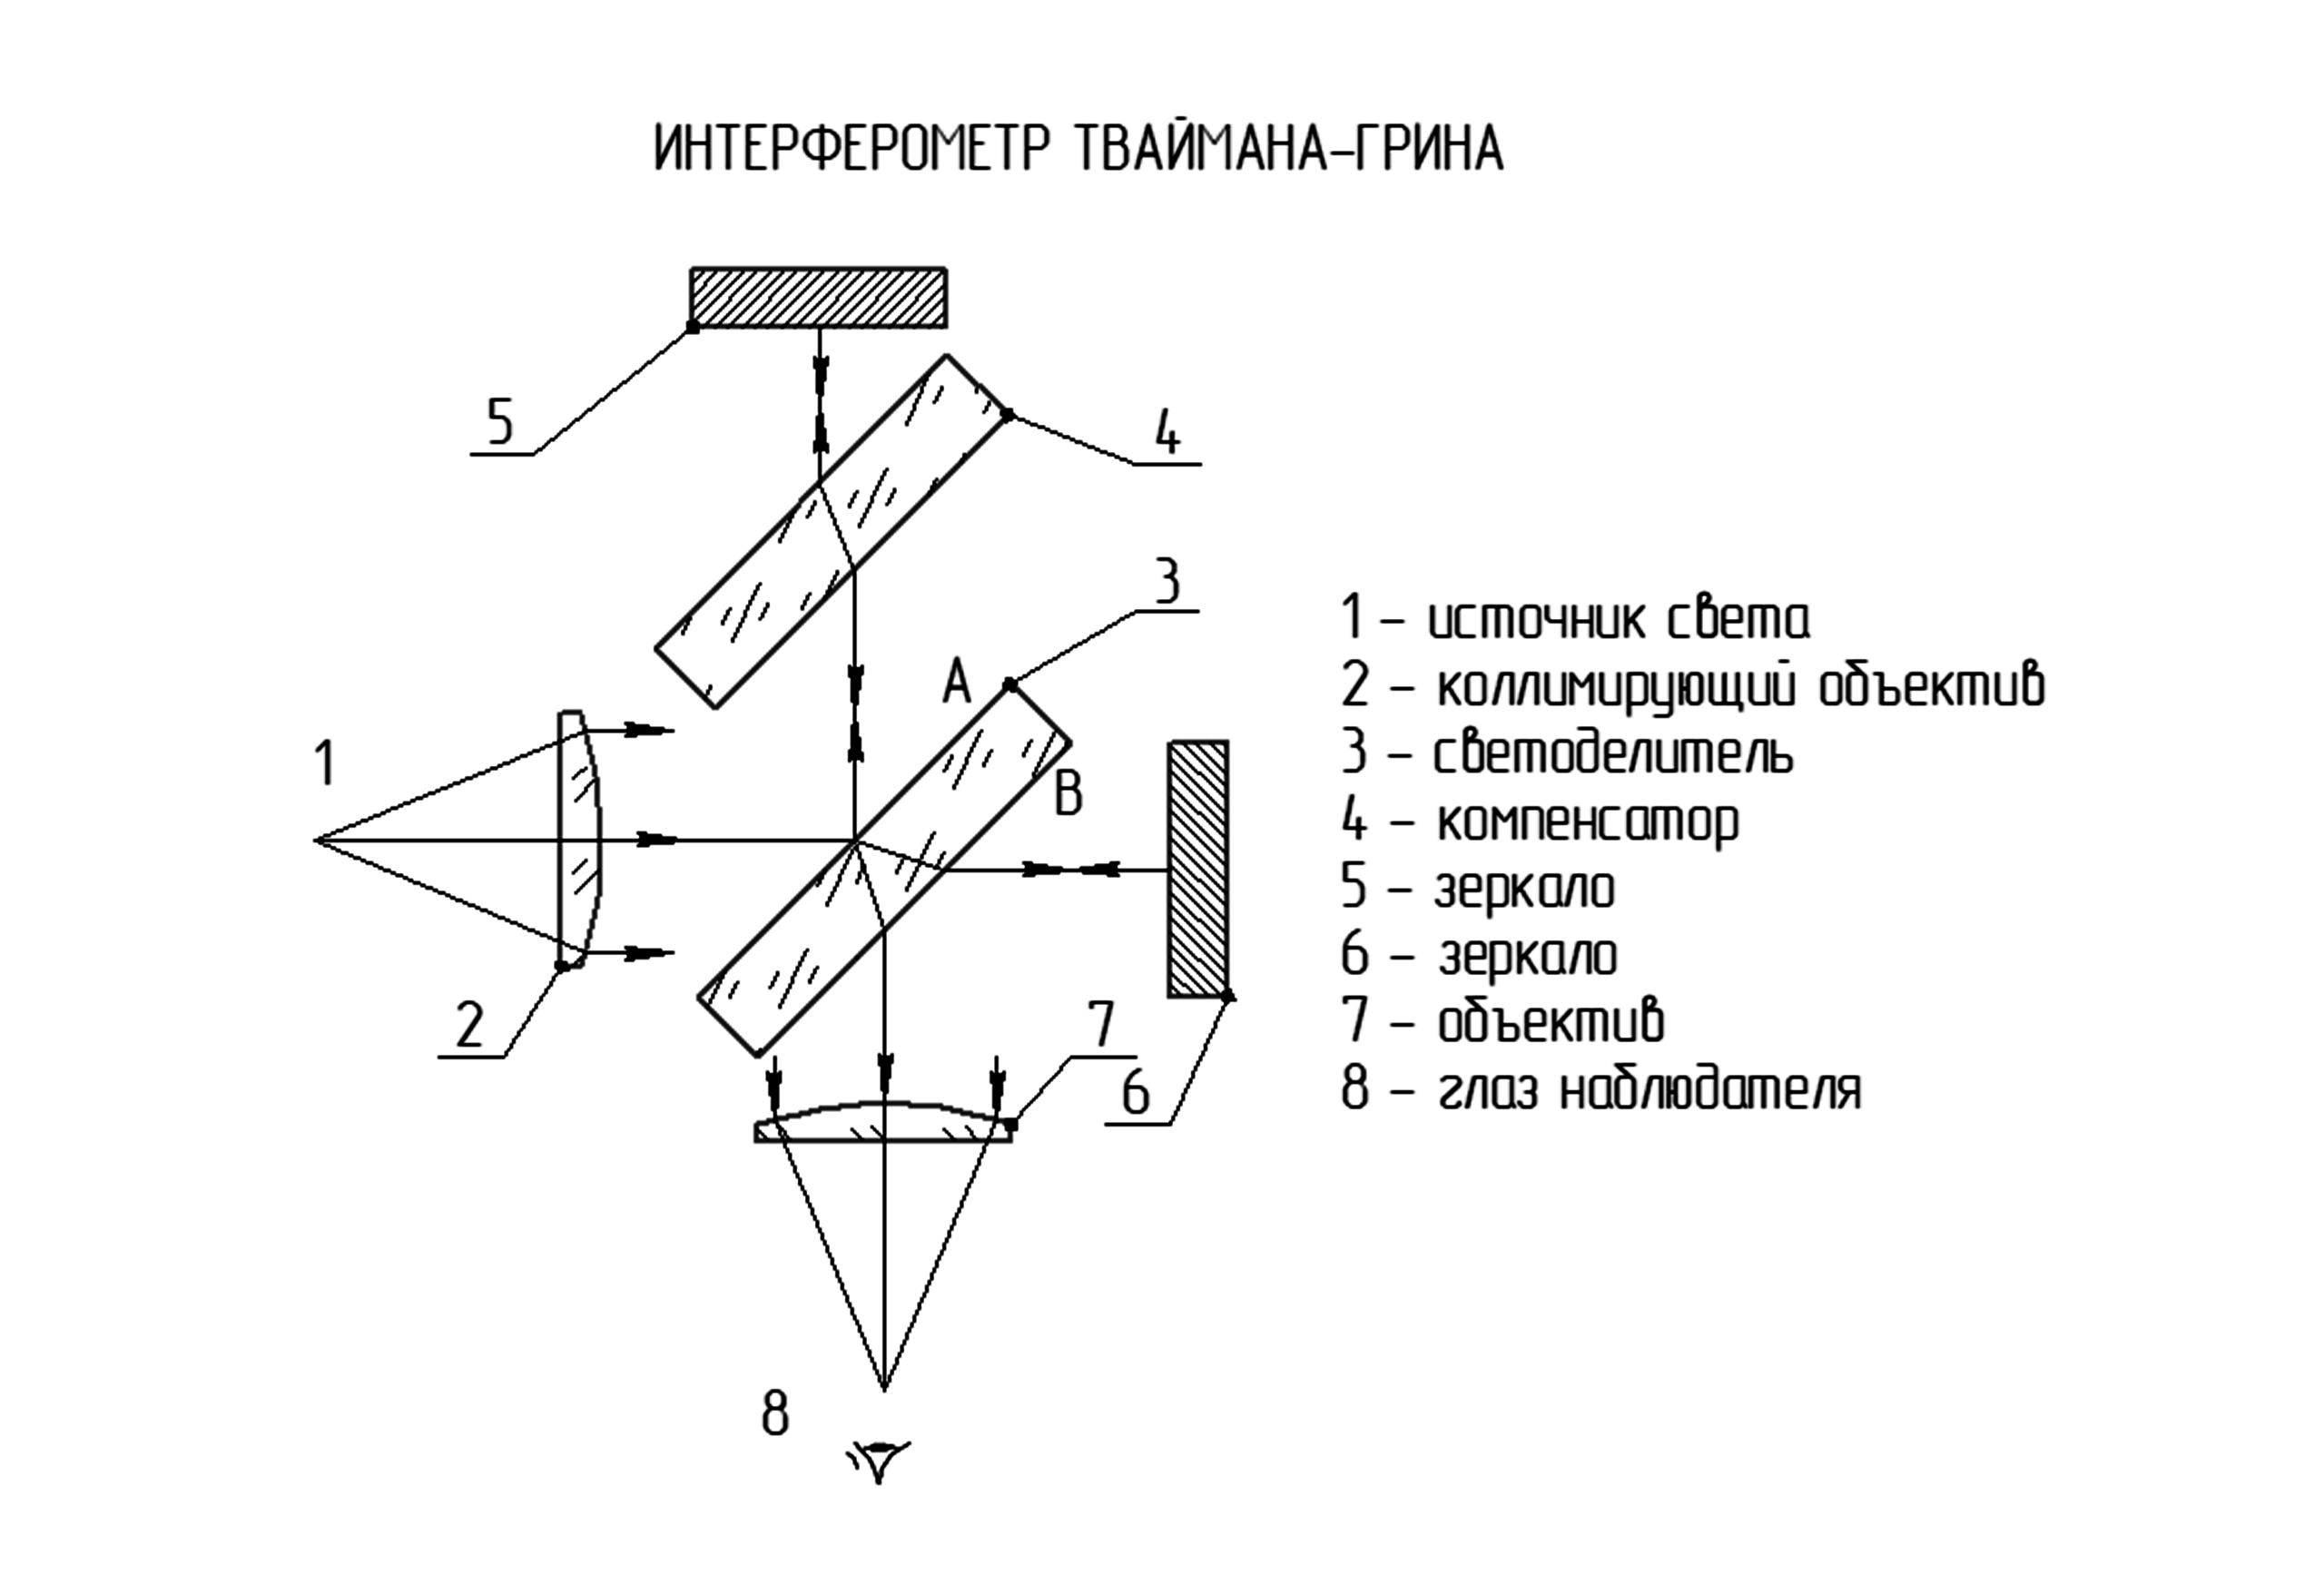 ИНТЕРФЕРОМЕТР ТВАЙМАНА-ГРИНА
5
4
3
A
1
B
2
7
6
8
1 - источник света
2 - коллимирующий объектив
3 - светоделитель
4 - компенсатор
5 - зеркало
6 - зеркало
7 - объектив
8 - глаз наблюдателя